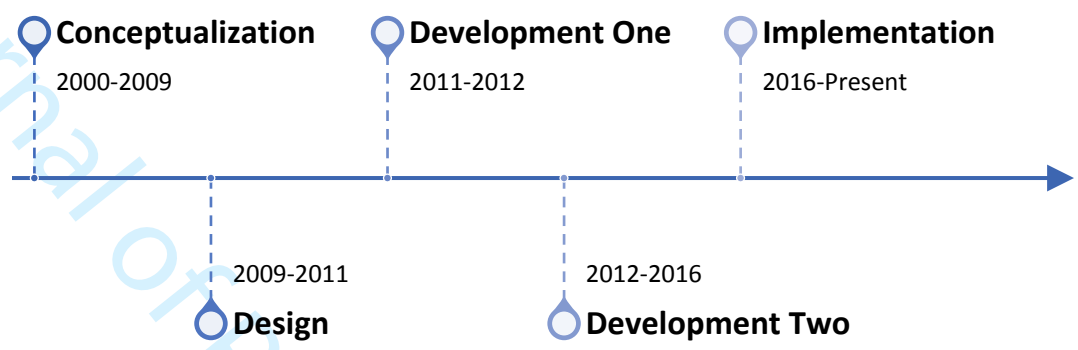 Conceptualization
2000-2009
Development One
2011-2012
Implementation
2016-Present
2009-2011
Design
2012-2016
Development Two